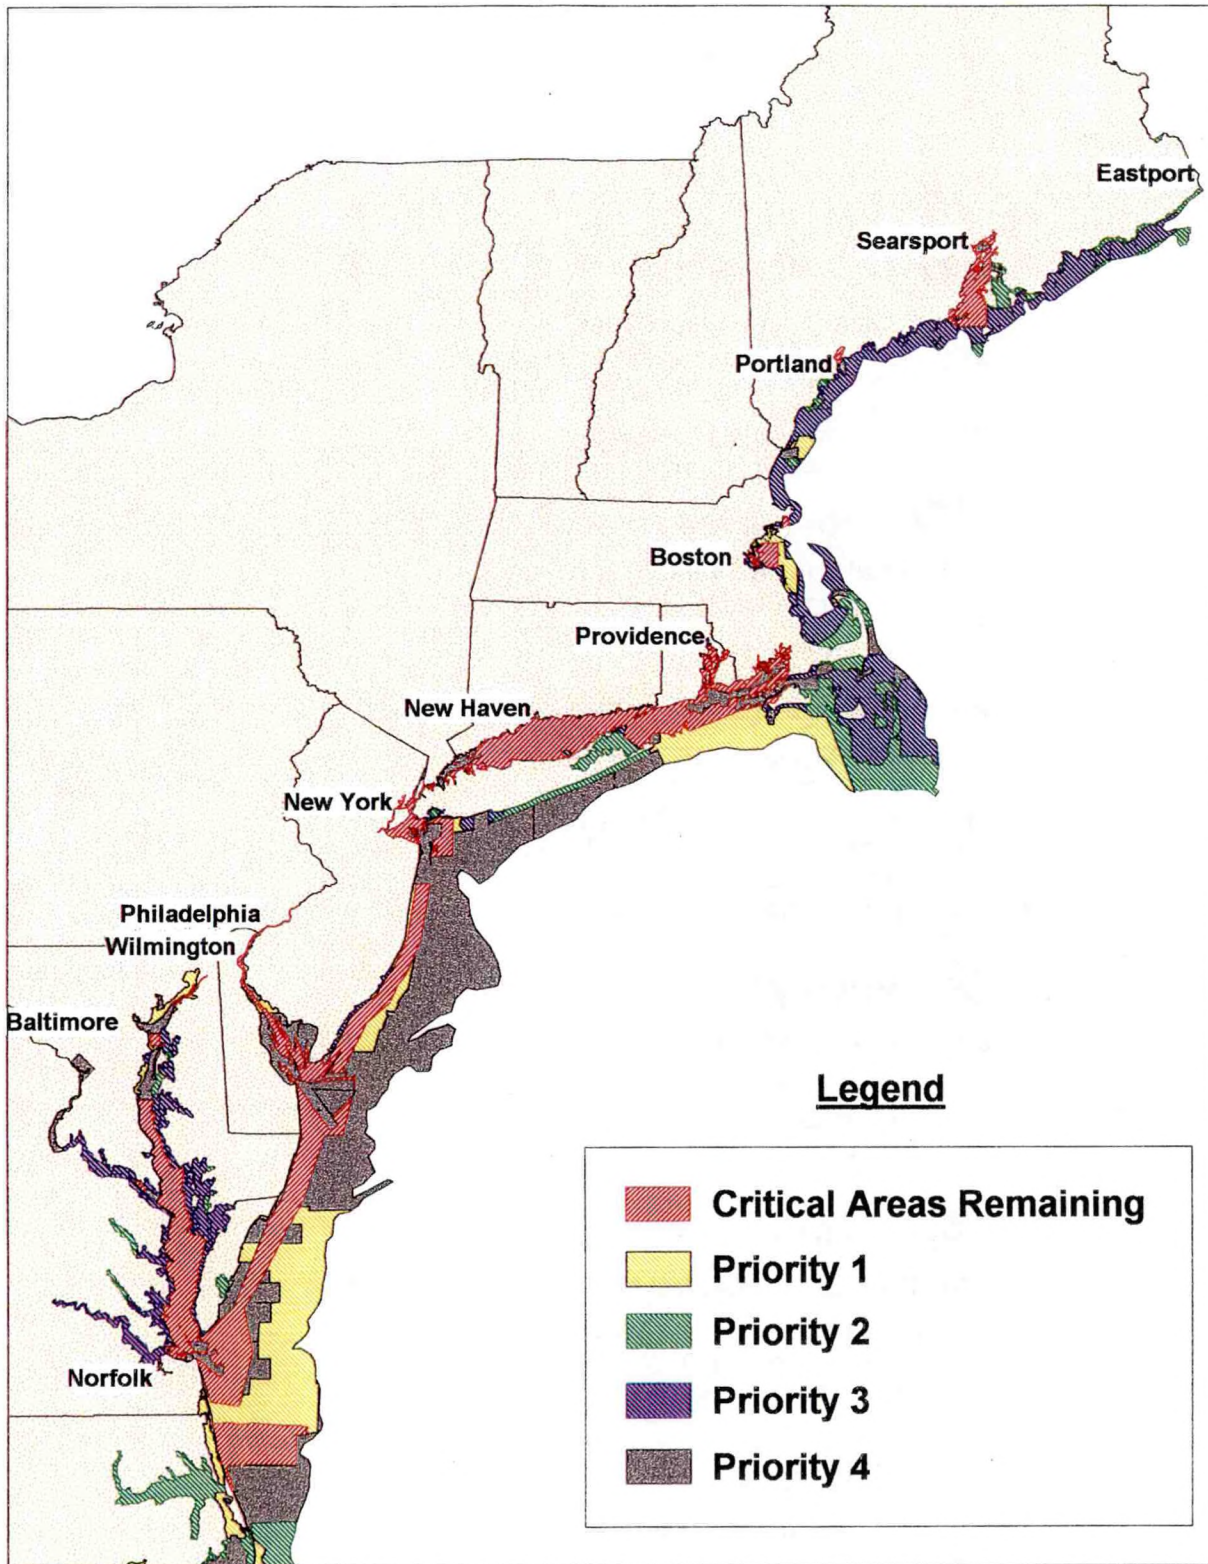 Eastport
Searsport
Portland
Boston
Providence
New Haven
New York
Philadelphia
Wilmington
Baltimore
Norfolk
Legend
Critical Areas Remaining
Priority 1
Priority 2
Priority 3
Priority 4